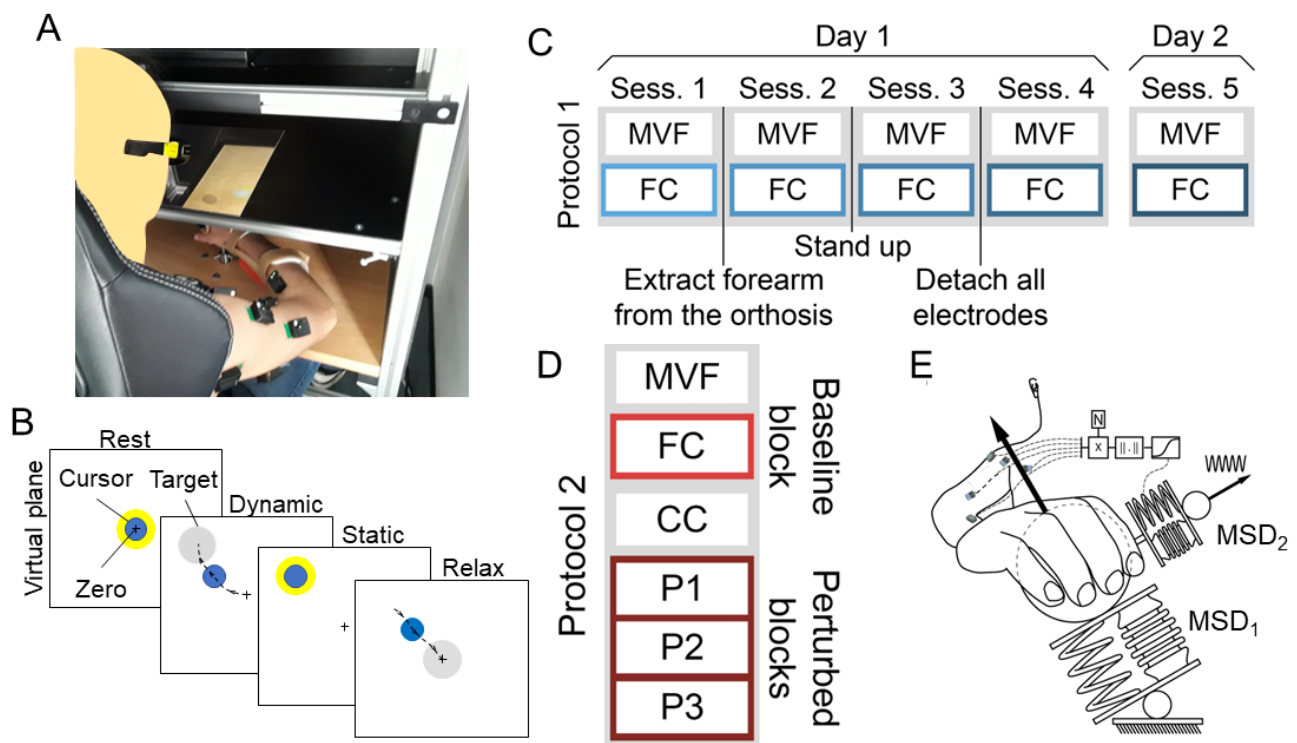 A
B
Virtual plane
Rest
Cursor
Target
Zero
Dynamic
Static
Relax
C
Day 1
Day 2
Protocol 1
Sess. 1
Sess. 2
Sess. 3
Sess. 4
Sess. 5
MVF
MVF
MVF
MVF
MVF
FC
FC
FC
FC
FC
Stand up
Extract forearm
from the orthosis
Detach all
electrodes
D
Protocol 2
MVF
FC
CC
P1
P2
P3
Baseline
block
Perturbed
blocks
E
N
x
||.||
MSD₂
MSD₁